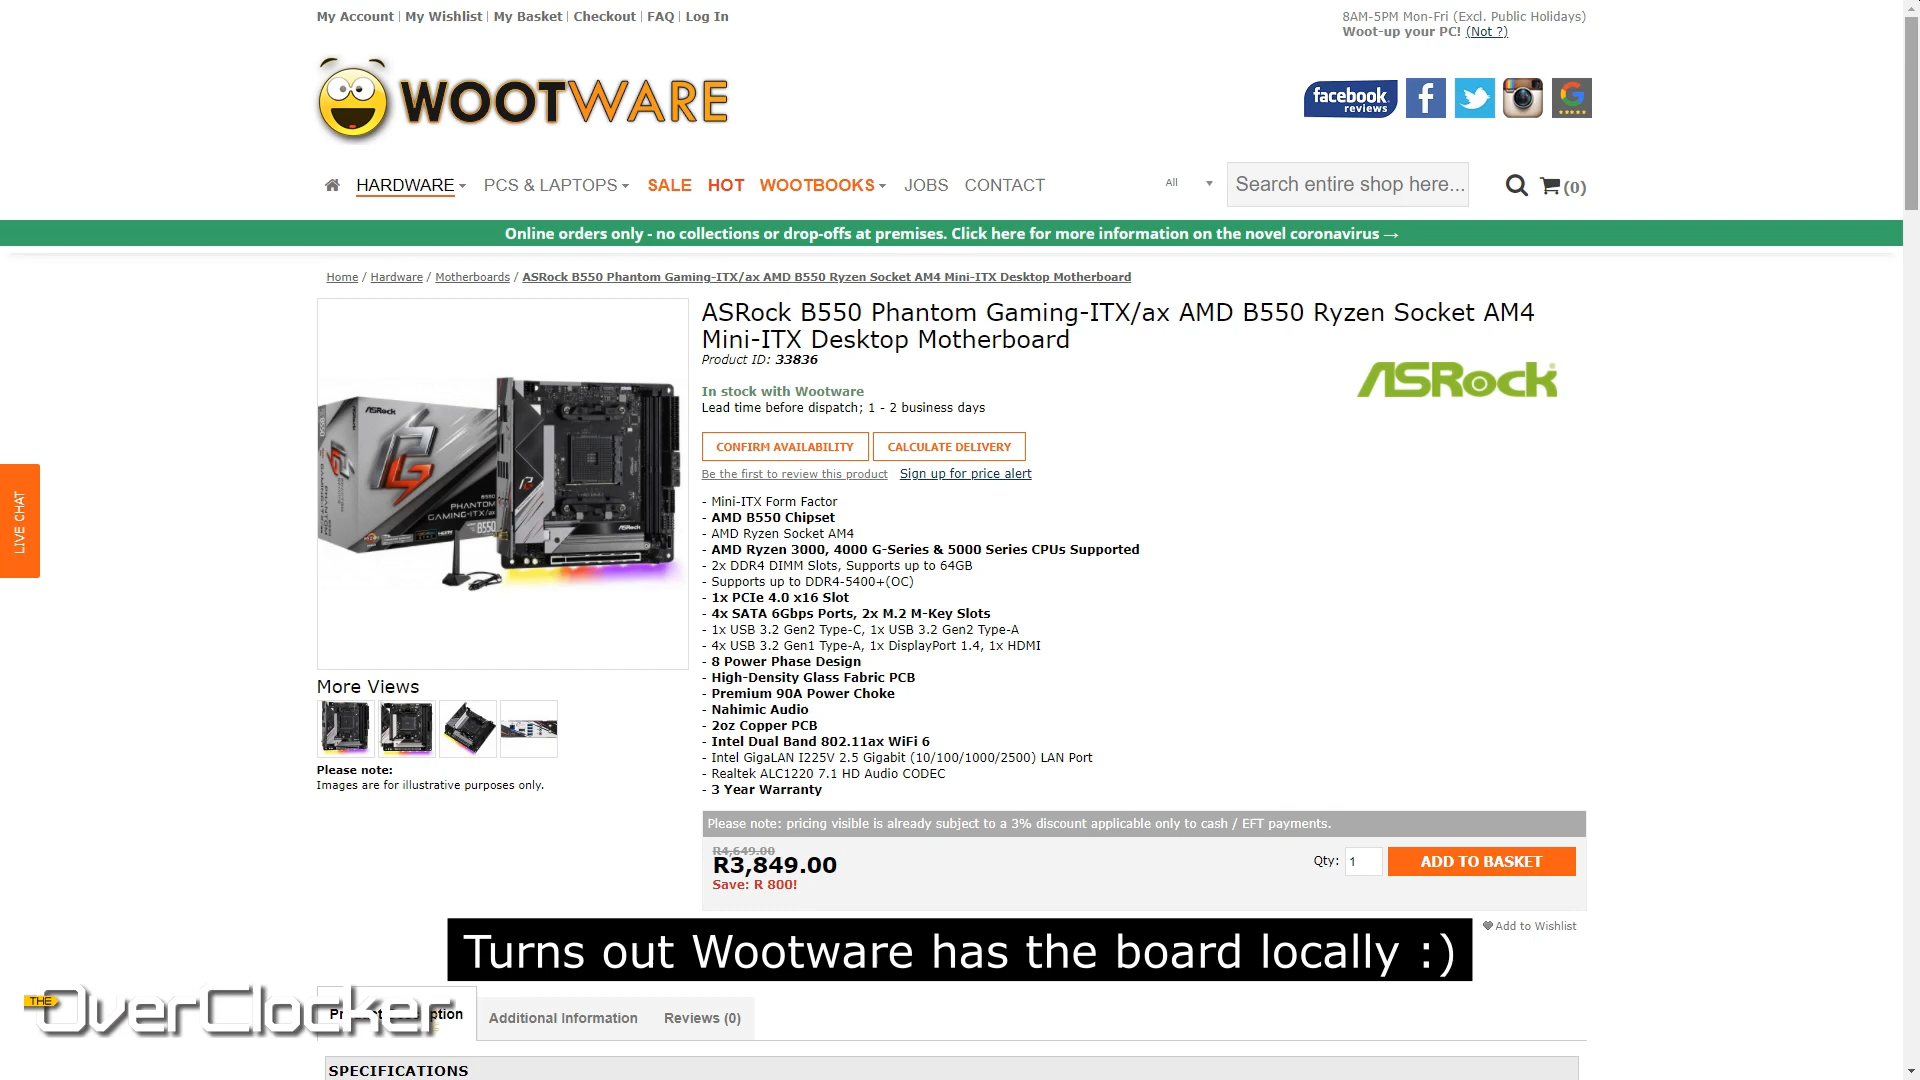 My Account | My Wishlist | My Basket | Checkout | FAQ | Log In
8AM-5PM Mon-Fri (Excl. Public Holidays)
Woot-up your PC! (Not ?)
WOOTWARE
facebook
reviews
HARDWARE
PCS & LAPTOPS
SALE
HOT
WOOTBOOKS
JOBS
CONTACT
All
Search entire shop here...
(0)
Online orders only - no collections or drop-offs at premises. Click here for more information on the novel coronavirus →
Home / Hardware / Motherboards / ASRock B550 Phantom Gaming-ITX/ax AMD B550 Ryzen Socket AM4 Mini-ITX Desktop Motherboard
ASRock B550 Phantom Gaming-ITX/ax AMD B550 Ryzen Socket AM4
Mini-ITX Desktop Motherboard
Product ID: 33836
ASRock
In stock with Wootware
Lead time before dispatch; 1 - 2 business days
CONFIRM AVAILABILITY
CALCULATE DELIVERY
Be the first to review this product
Sign up for price alert
LIVE CHAT
ASRock
PHANTOM
GAMING-ITX/ax
B550
ASRock
- Mini-ITX Form Factor
- AMD B550 Chipset
- AMD Ryzen Socket AM4
- AMD Ryzen 3000, 4000 G-Series & 5000 Series CPUs Supported
- 2x DDR4 DIMM Slots, Supports up to 64GB
- Supports up to DDR4-5400+(OC)
- 1x PCIe 4.0 x16 Slot
- 4x SATA 6Gbps Ports, 2x M.2 M-Key Slots
- 1x USB 3.2 Gen2 Type-C, 1x USB 3.2 Gen2 Type-A
- 4x USB 3.2 Gen1 Type-A, 1x DisplayPort 1.4, 1x HDMI
- 8 Power Phase Design
- High-Density Glass Fabric PCB
- Premium 90A Power Choke
- Nahimic Audio
- 2oz Copper PCB
- Intel Dual Band 802.11ax WiFi 6
- Intel GigaLAN I225V 2.5 Gigabit (10/100/1000/2500) LAN Port
- Realtek ALC1220 7.1 HD Audio CODEC
- 3 Year Warranty
More Views
Please note:
Images are for illustrative purposes only.
Please note: pricing visible is already subject to a 3% discount applicable only to cash / EFT payments.
R4,649.00
R3,849.00
Save: R 800!
Qty: 1
ADD TO BASKET
Add to Wishlist
Turns out Wootware has the board locally :)
THE
OverClocker
Additional Information
Reviews (0)
SPECIFICATIONS